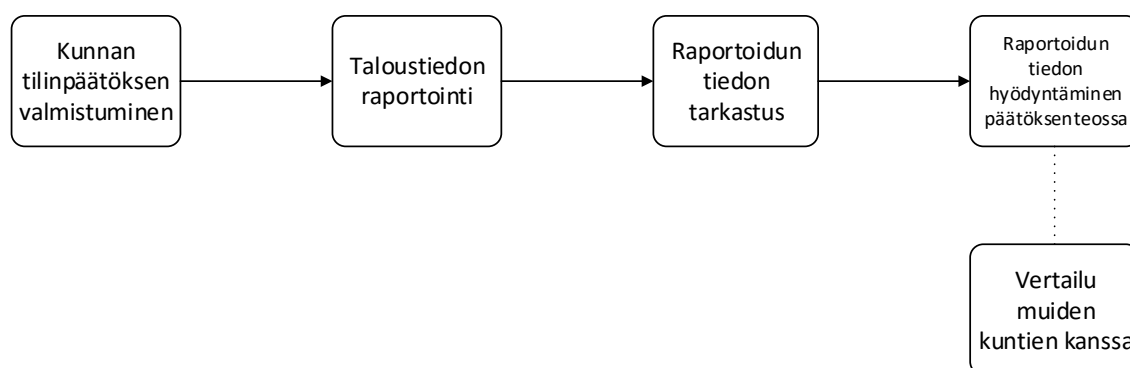 Kunnan
tilinpäätöksen
valmistuminen
Taloustiedon
raportointi
Raportoidun
tiedon
tarkastus
Raportoidun
tiedon
hyödyntäminen
päätöksenteossa
Vertailu
muiden
kuntien kanssa